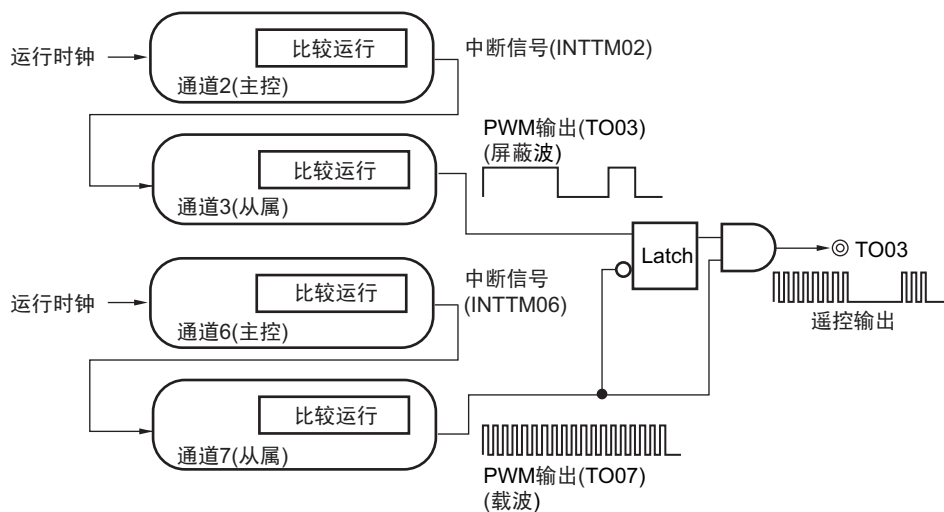 运行时钟
比较运行
通道2(主控)
中断信号(INTTM02)
比较运行
通道3(从属)
PWM输出(TO03)
(屏蔽波)
Latch
◎ TO03
遥控输出
运行时钟
比较运行
通道6(主控)
中断信号
(INTTM06)
比较运行
通道7(从属)
PWM输出(TO07)
(载波)